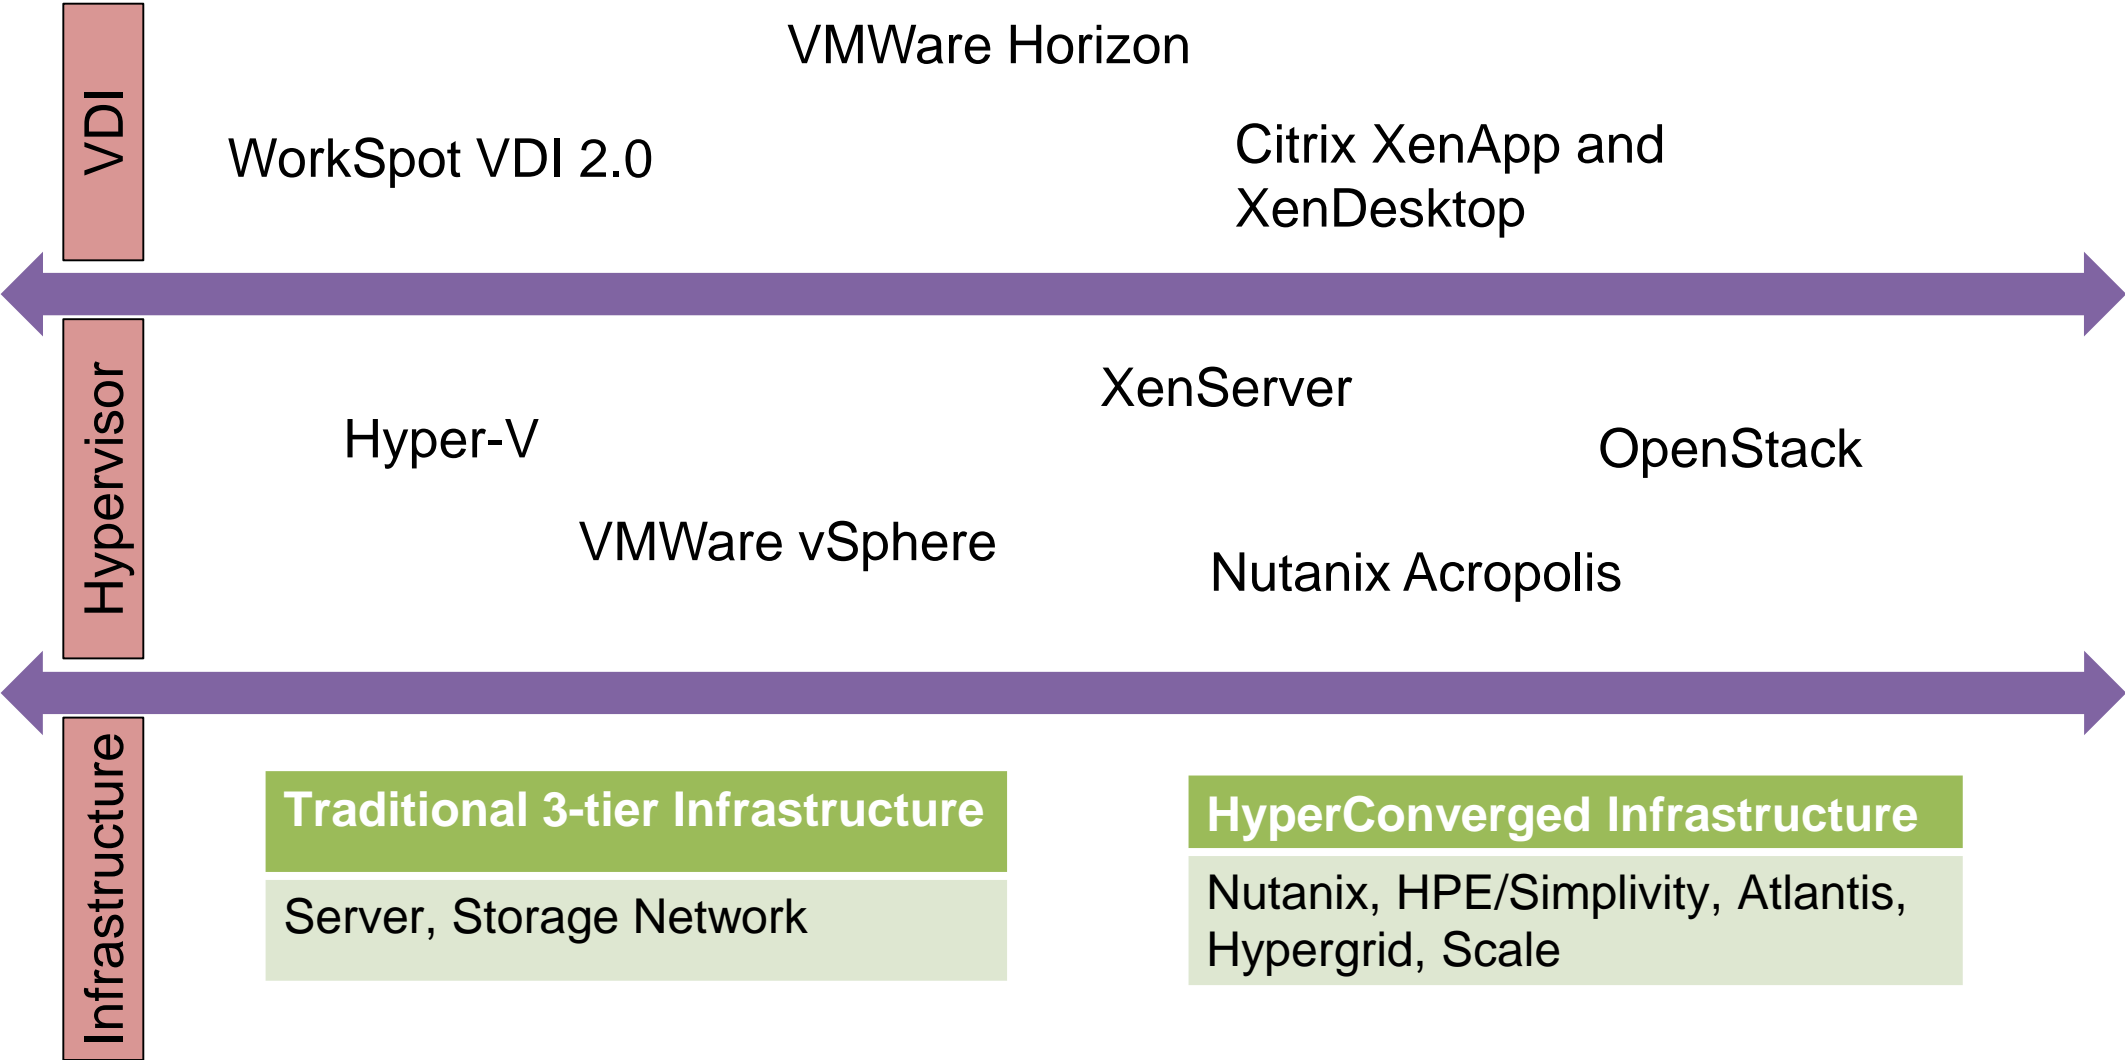 VDI
VMWare Horizon
WorkSpot VDI 2.0
Citrix XenApp and
XenDesktop
Hypervisor
XenServer
Hyper-V
OpenStack
VMWare vSphere
Nutanix Acropolis
Infrastructure
Traditional 3-tier Infrastructure
Server, Storage Network
HyperConverged Infrastructure
Nutanix, HPE/Simplivity, Atlantis,
Hypergrid, Scale